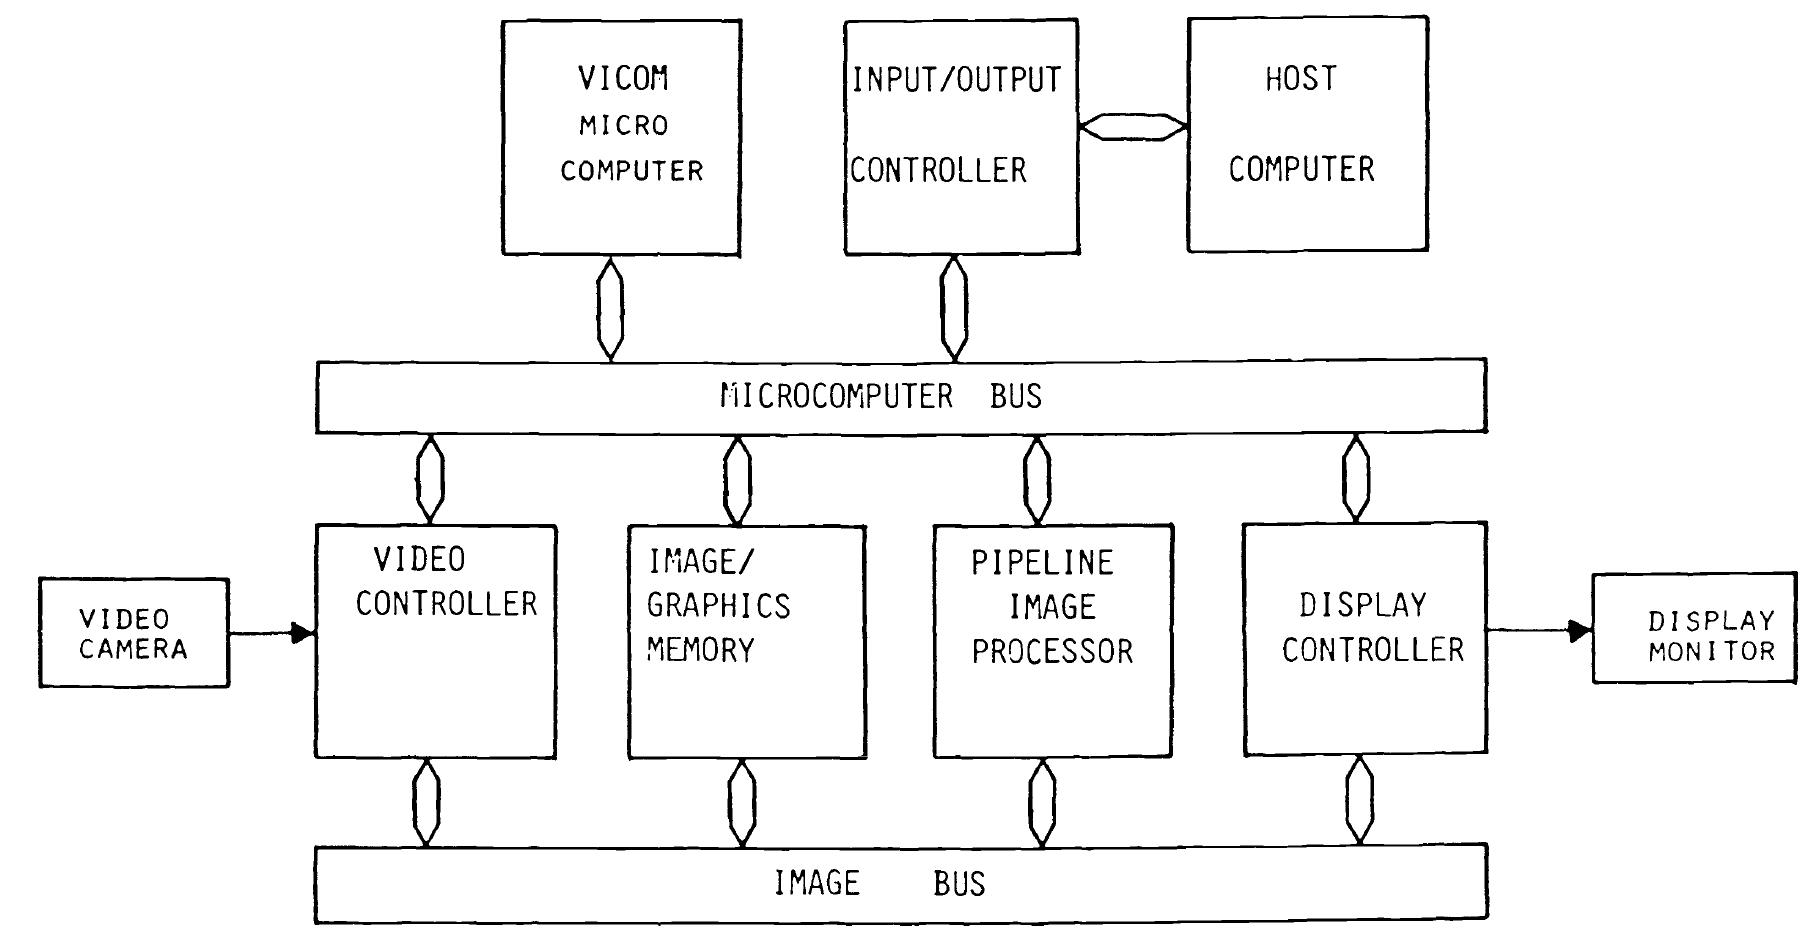 VICOM
MICRO
COMPUTER
INPUT/OUTPUT
CONTROLLER
HOST
COMPUTER
MICROCOMPUTER BUS
VIDEO
CAMERA
VIDEO
CONTROLLER
IMAGE/
GRAPHICS
MEMORY
PIPELINE
IMAGE
PROCESSOR
DISPLAY
CONTROLLER
DISPLAY
MONITOR
IMAGE BUS